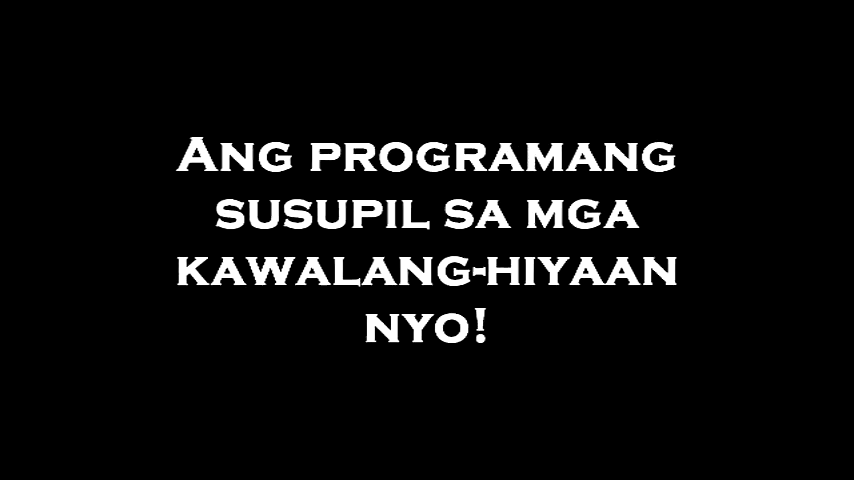 Ang programang
susupil sa mga
kawalang-hiyaan
nyo!